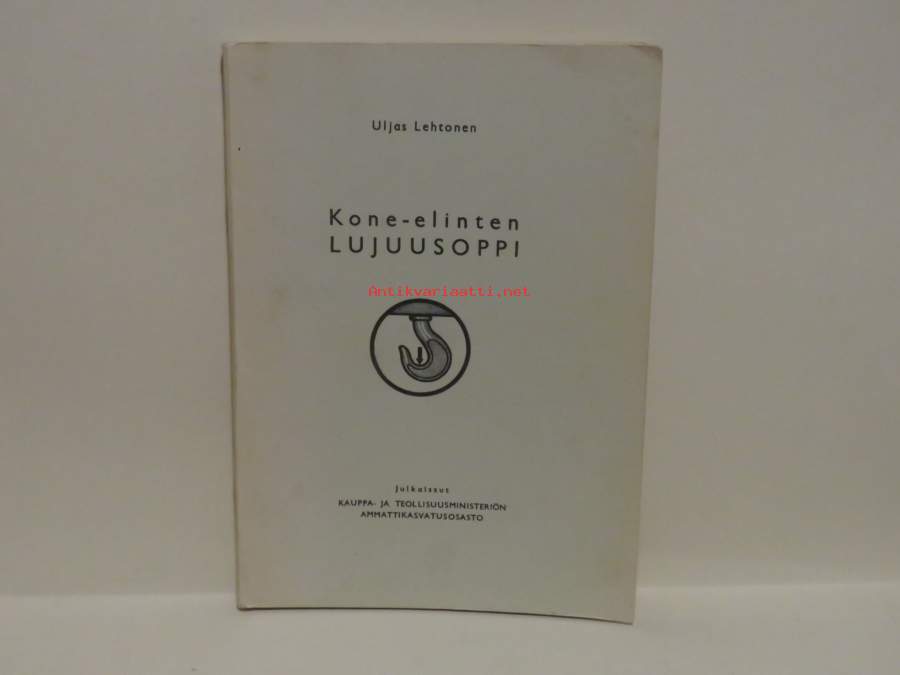 Uljas Lehtonen
Kone-elinten
LUJUUSOPPI
Antikvariaatti.net
Julkaissut
KAUPPA- JA TEOLLISUUSMINISTERIÖN
AMMATTIKASVATUSOSASTO